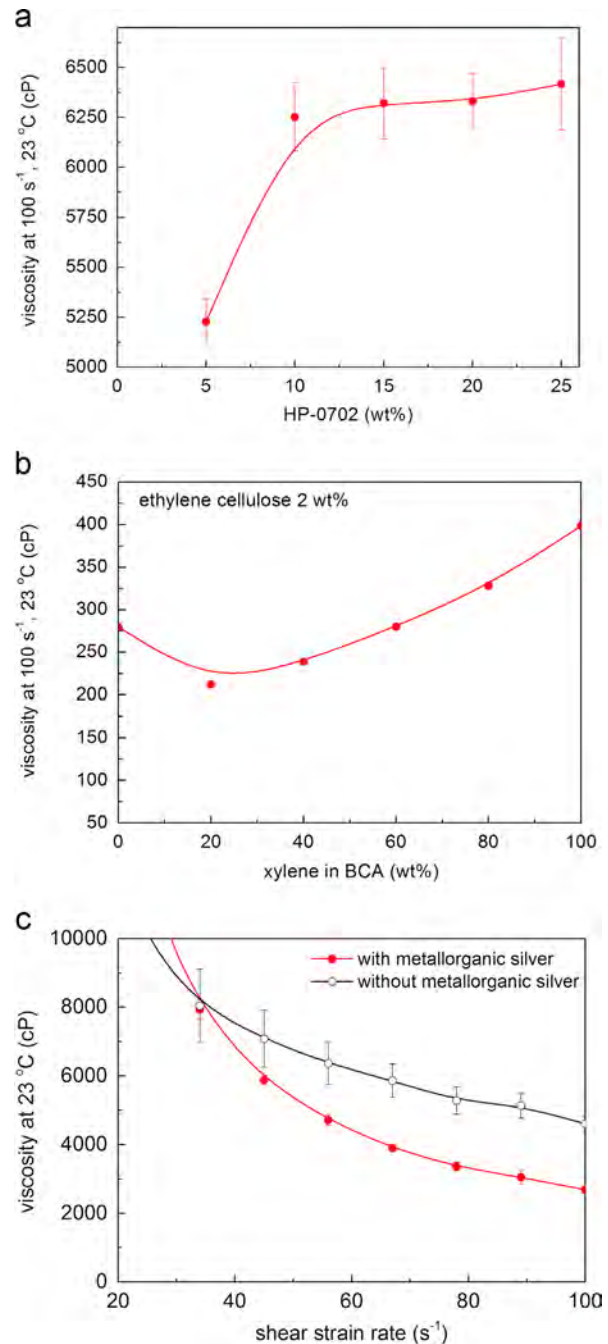 a
viscosity at 100 s⁻¹, 23 °C (cP)
6500
6250
6000
5750
5500
5250
5000
0 5 10 15 20 25
HP-0702 (wt%)
b
ethylene cellulose 2 wt%
viscosity at 100 s⁻¹, 23 °C (cP)
450
400
350
300
250
200
150
100
50
0 20 40 60 80 100
xylene in BCA (wt%)
c
with metallorganic silver
without metallorganic silver
viscosity at 23 °C (cP)
10000
8000
6000
4000
2000
0
20 40 60 80 100
shear strain rate (s⁻¹)